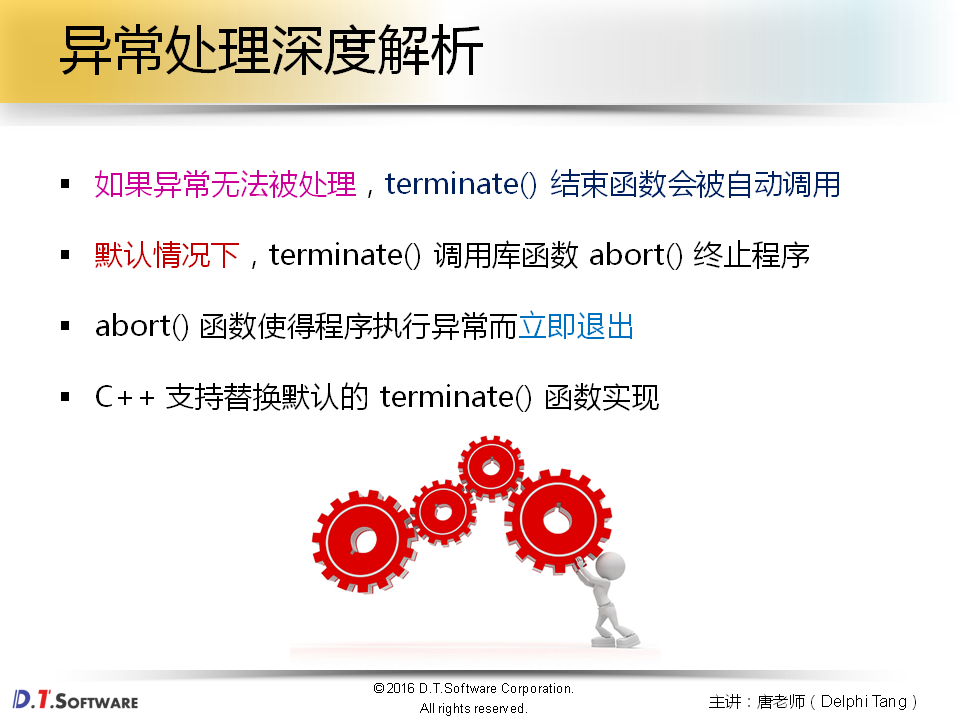 异常处理深度解析
如果异常无法被处理，terminate() 结束函数会被自动调用
默认情况下，terminate() 调用库函数 abort() 终止程序
abort() 函数使得程序执行异常而立即退出
C++ 支持替换默认的 terminate() 函数实现
D.T.SOFTWARE
©2016 D.T.Software Corporation.
All rights reserved.
主讲：唐老师（Delphi Tang）